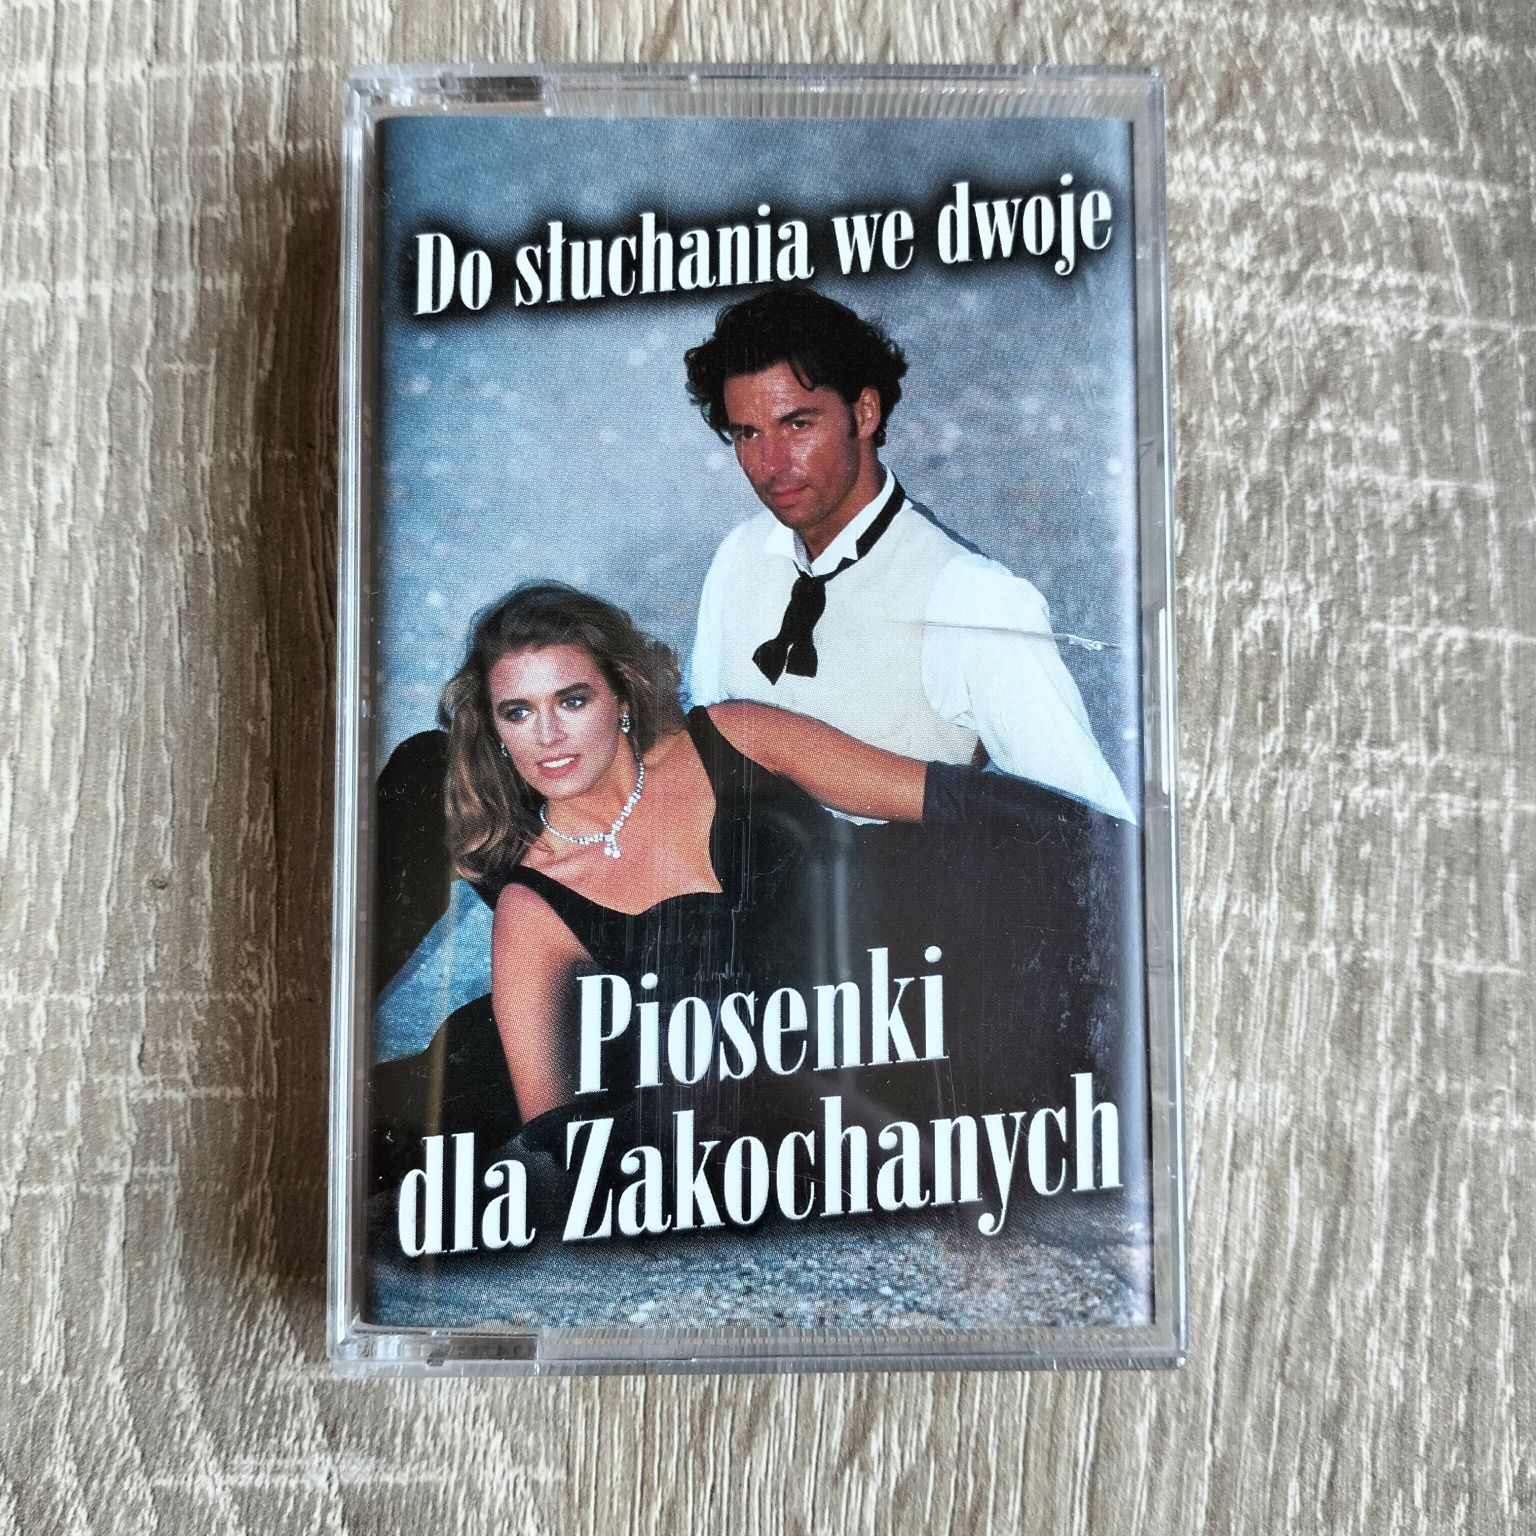 Do słuchania we dwoje
Piosenki
dla Zakochanych